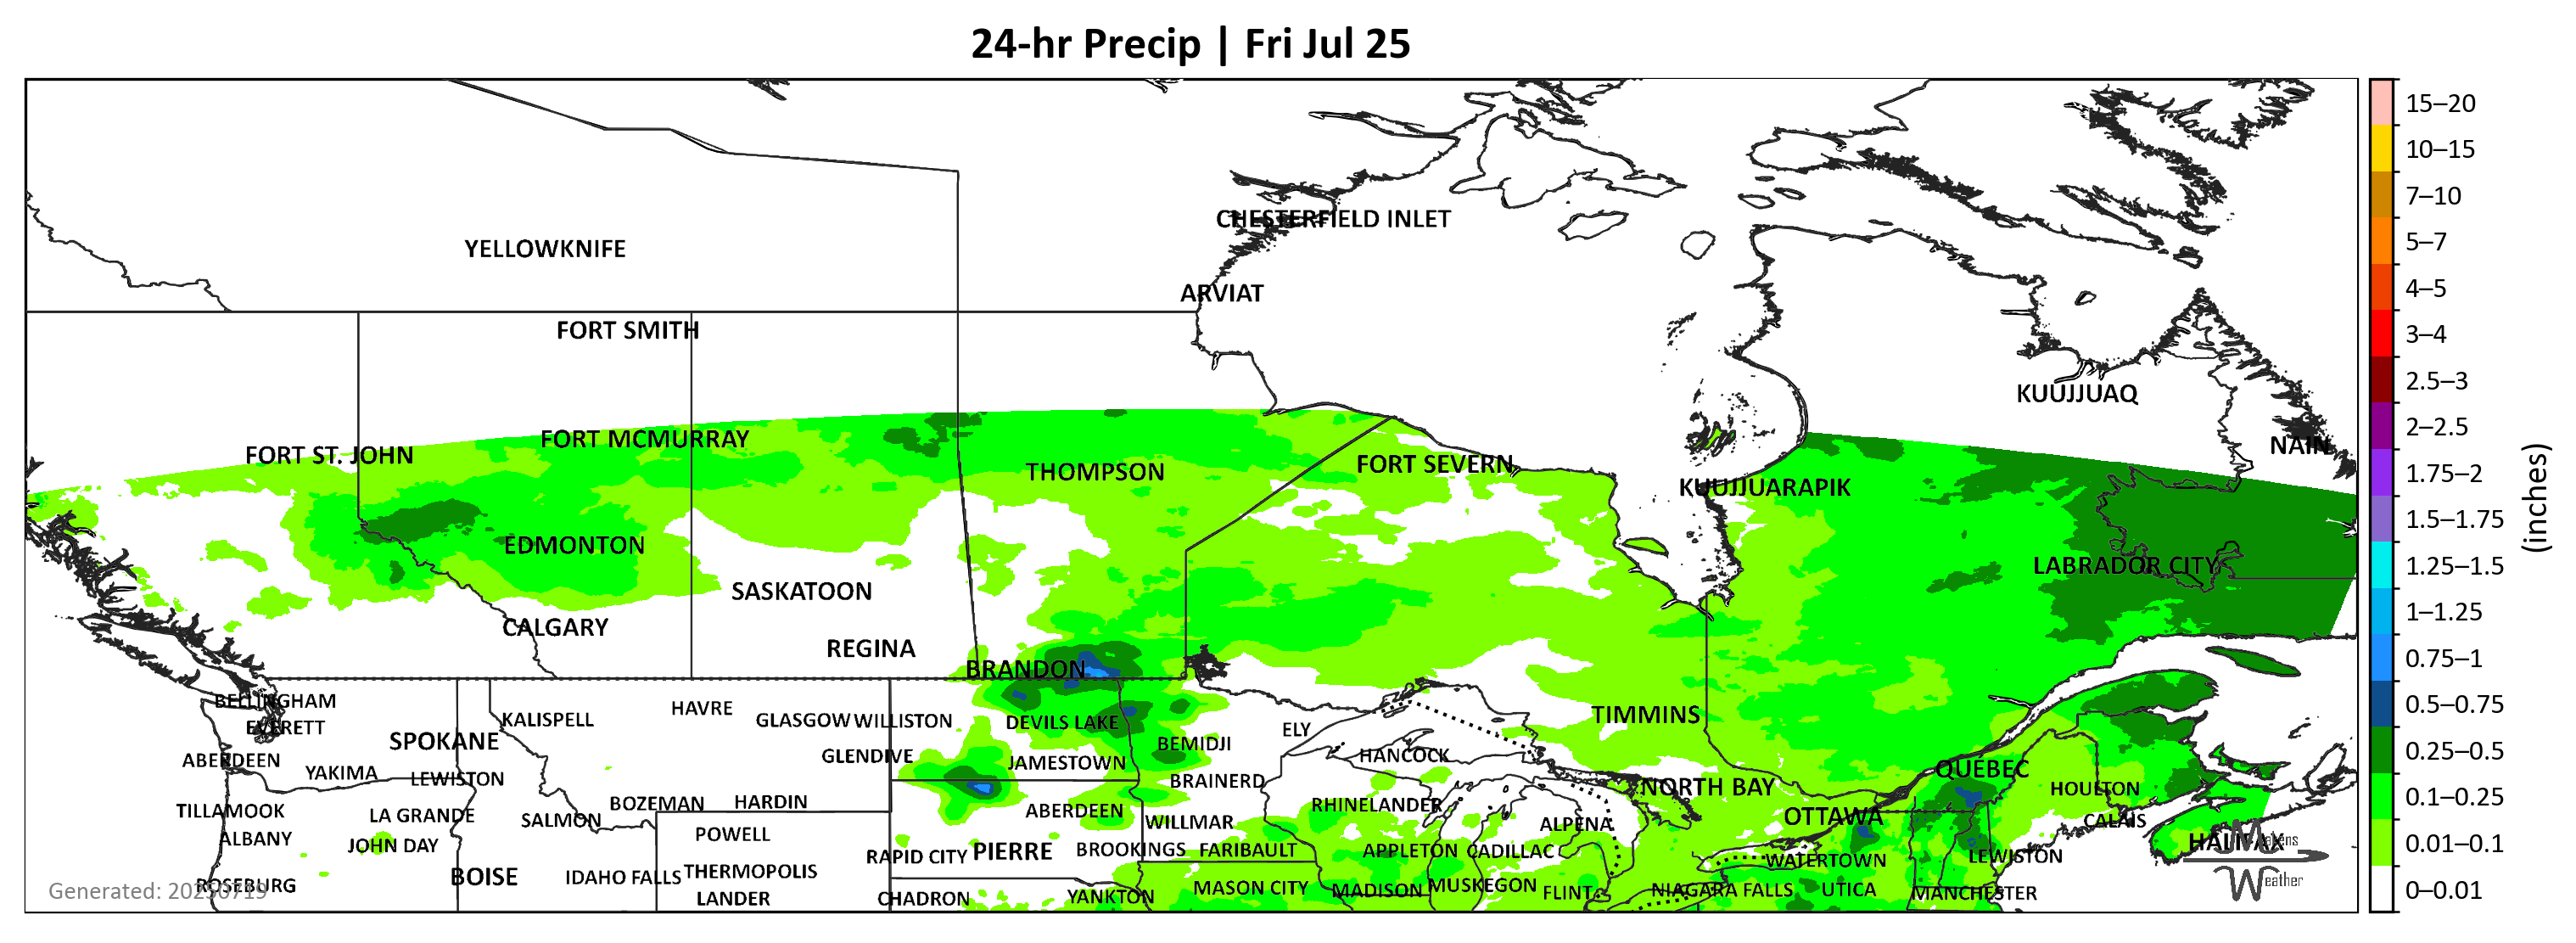 24-hr Precip | Fri Jul 25
CHESTERFIELD INLET
YELLOWKNIFE
ARVIAT
FORT SMITH
KUUJJUAQ
FORT MCMURRAY
NAIN
FORT ST. JOHN
THOMPSON
FORT SEVERN
KUUJJUARAPIK
EDMONTON
LABRADOR CITY
SASKATOON
CALGARY
REGINA
BRANDON
BELLINGHAM
HAVRE
KALISPELL
GLASGOW WILLISTON
DEVILS LAKE
TIMMINS
EVERETT
ELY
SPOKANE
BEMIDJI
ABERDEEN
GLENDIVE
HANCOCK
JAMESTOWN
QUÉBEC
YAKIMA
LEWISTON
BRAINERD
NORTH BAY
HOULTON
BOZEMAN
HARDIN
RHINELANDER
TILLAMOOK
LA GRANDE
ABERDEEN
OTTAWA
SALMON
WILLMAR
CALAIS
ALPENA
ALBANY
JOHN DAY
POWELL
HALIFAX
RAPID CITY
PIERRE
BROOKINGS
FARIBAULT
APPLETON
CADILLAC
WATERTOWN
LEWISTON
BOISE
IDAHO FALLS
THERMOPOLIS
ROSEBURG
MASON CITY
MADISON
MUSKEGON
FLINT
NIAGARA FALLS
UTICA
MANCHESTER
LANDER
CHADRON
YANKTON
Generated: 20250719
Weather
15–20
10–15
7–10
5–7
4–5
3–4
2.5–3
2–2.5
1.75–2
1.5–1.75
1.25–1.5
1–1.25
0.75–1
0.5–0.75
0.25–0.5
0.1–0.25
0.01–0.1
0–0.01
(inches)